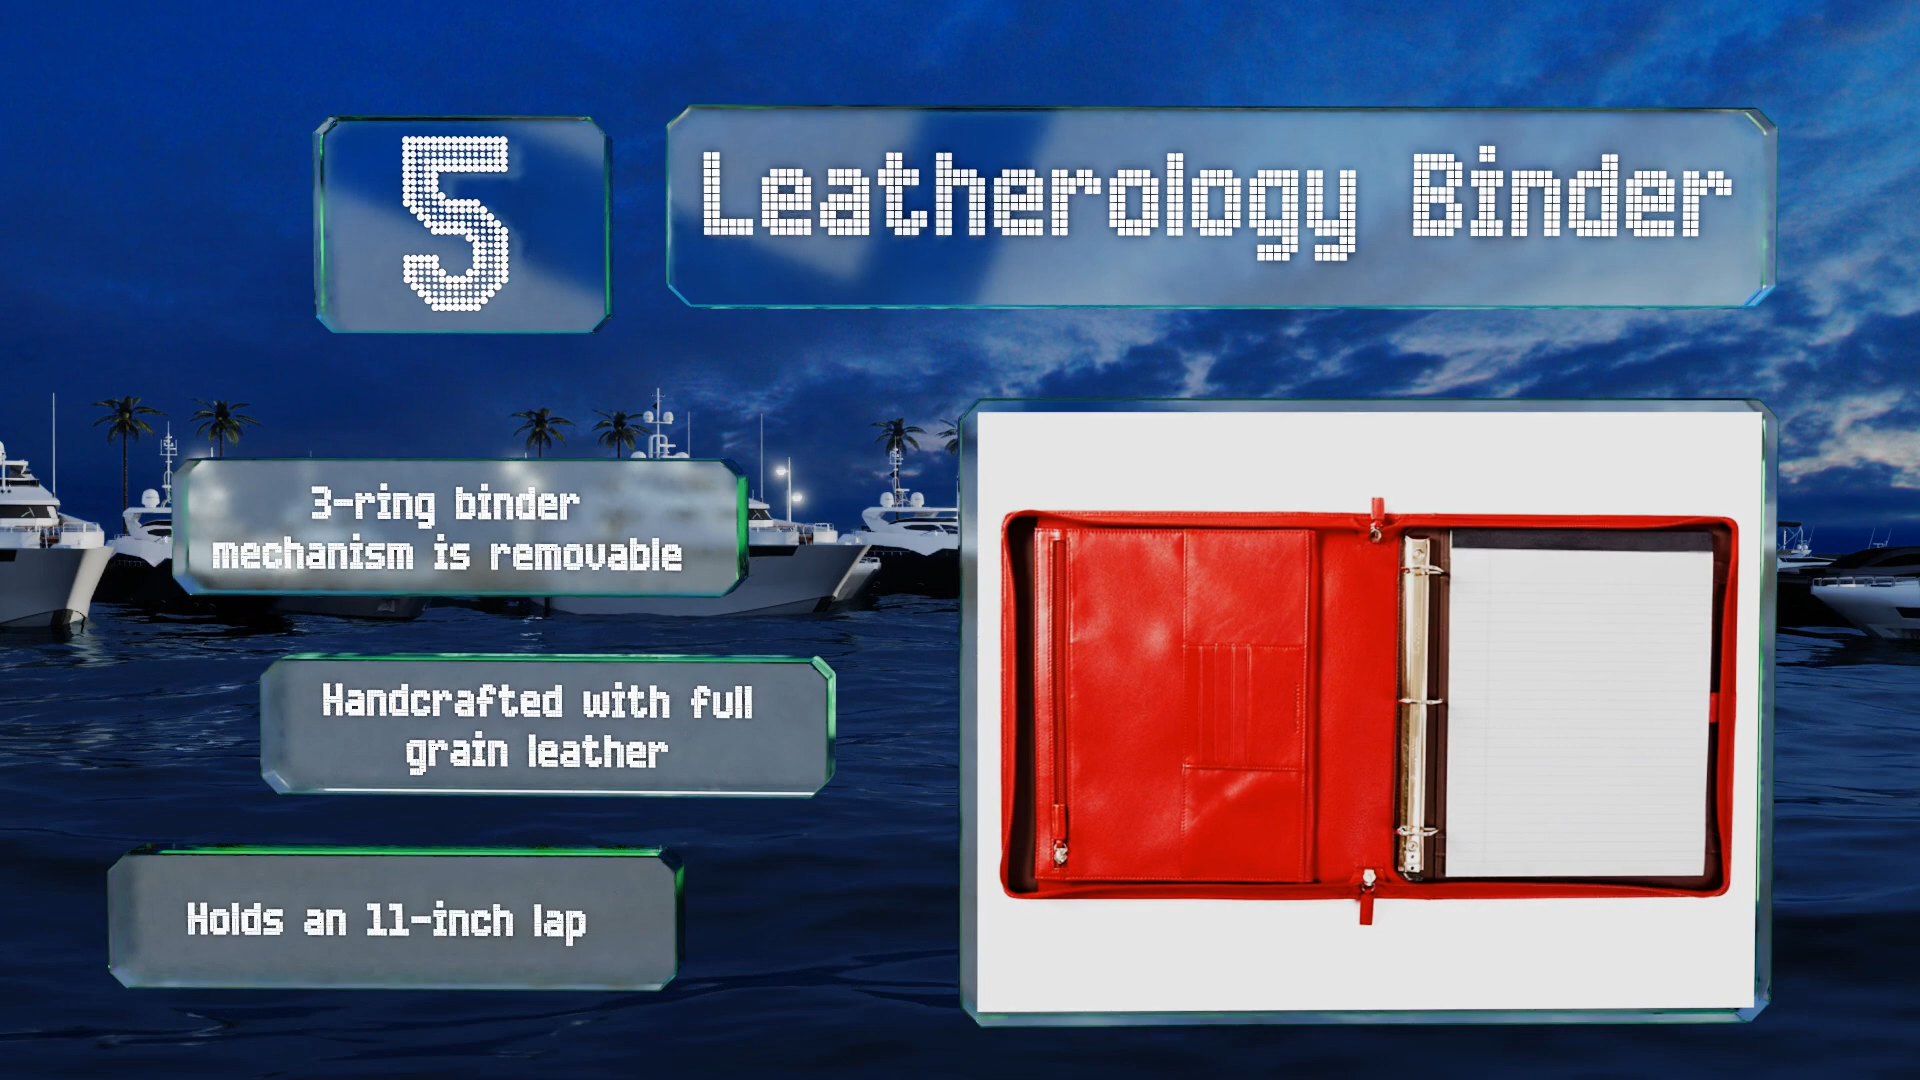 5
Leatherology Binder
3-ring binder
mechanism is removable
Handcrafted with full
grain leather
Holds an 11-inch lap